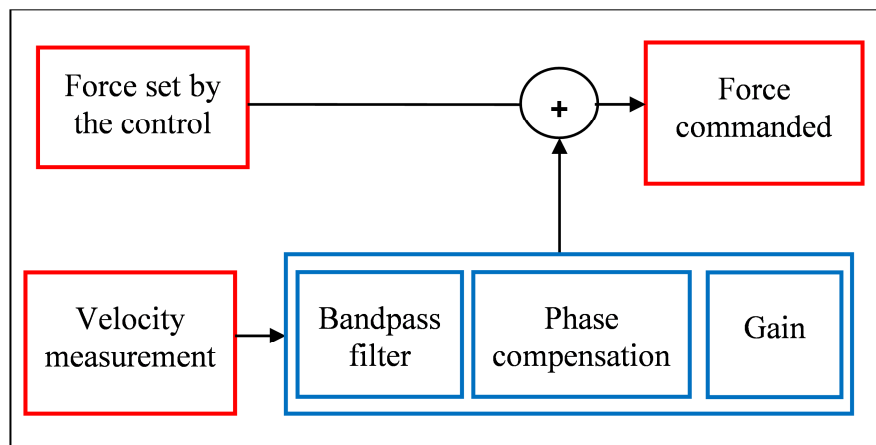 Force set by
the control
+
Force
commanded
Velocity
measurement
Bandpass
filter
Phase
compensation
Gain